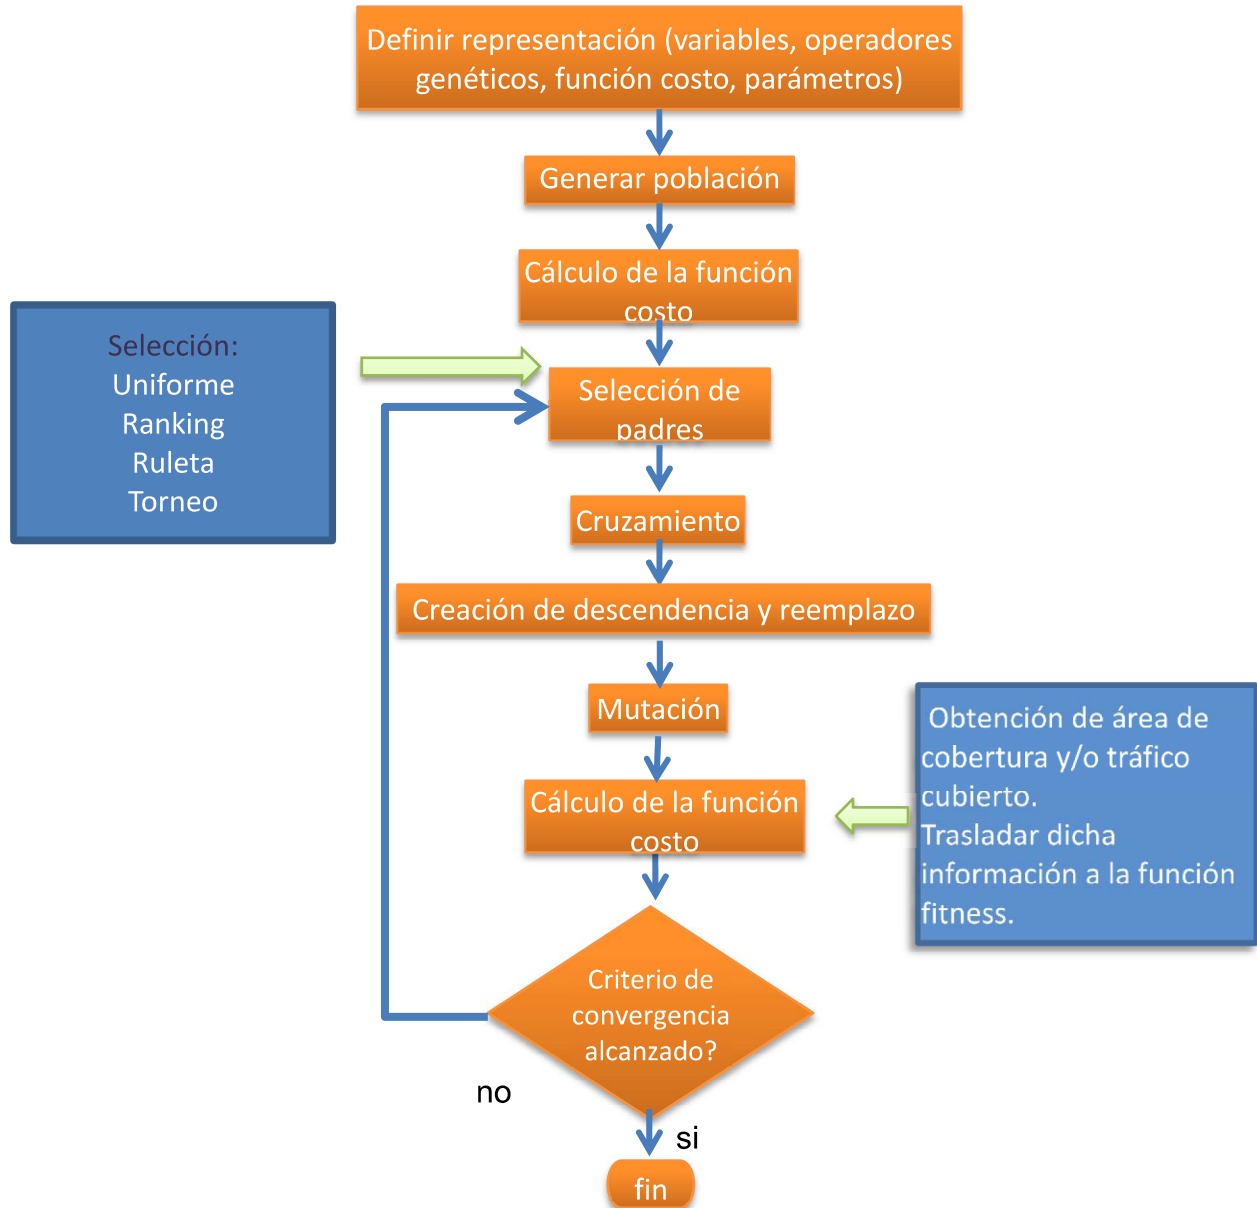 Definir representación (variables, operadores
genéticos, función costo, parámetros)
Generar población
Cálculo de la función
costo
Selección:
Uniforme
Ranking
Ruleta
Torneo
Selección de
padres
Cruzamiento
Creación de descendencia y reemplazo
Mutación
Cálculo de la función
costo
Obtención de área de
cobertura y/o tráfico
cubierto.
Trasladar dicha
información a la función
fitness.
Criterio de
convergencia
alcanzado?
no
si
fin